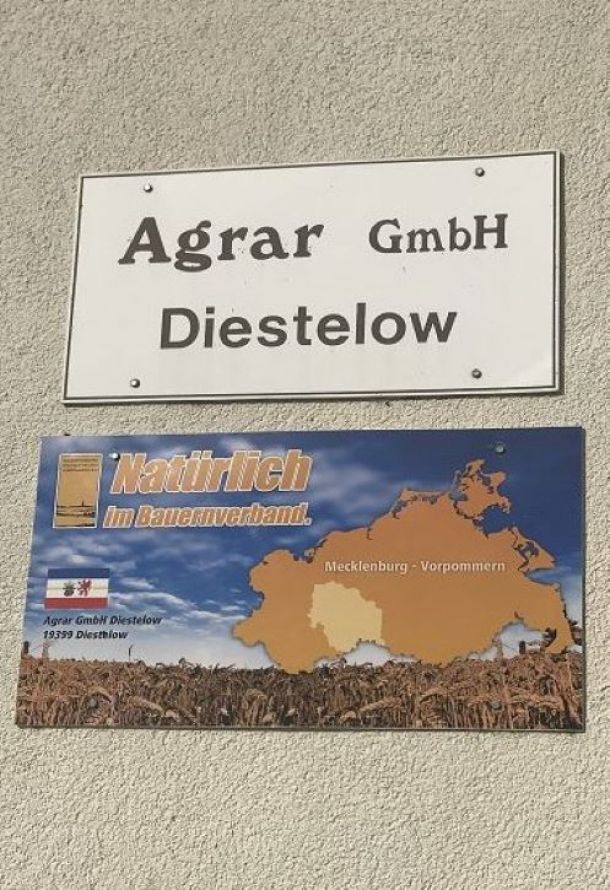 Agrar GmbH
Diestelow
Natürlich
im Bauernverband.
Mecklenburg - Vorpommern
Agrar GmbH Diestelow
19399 Diestelow